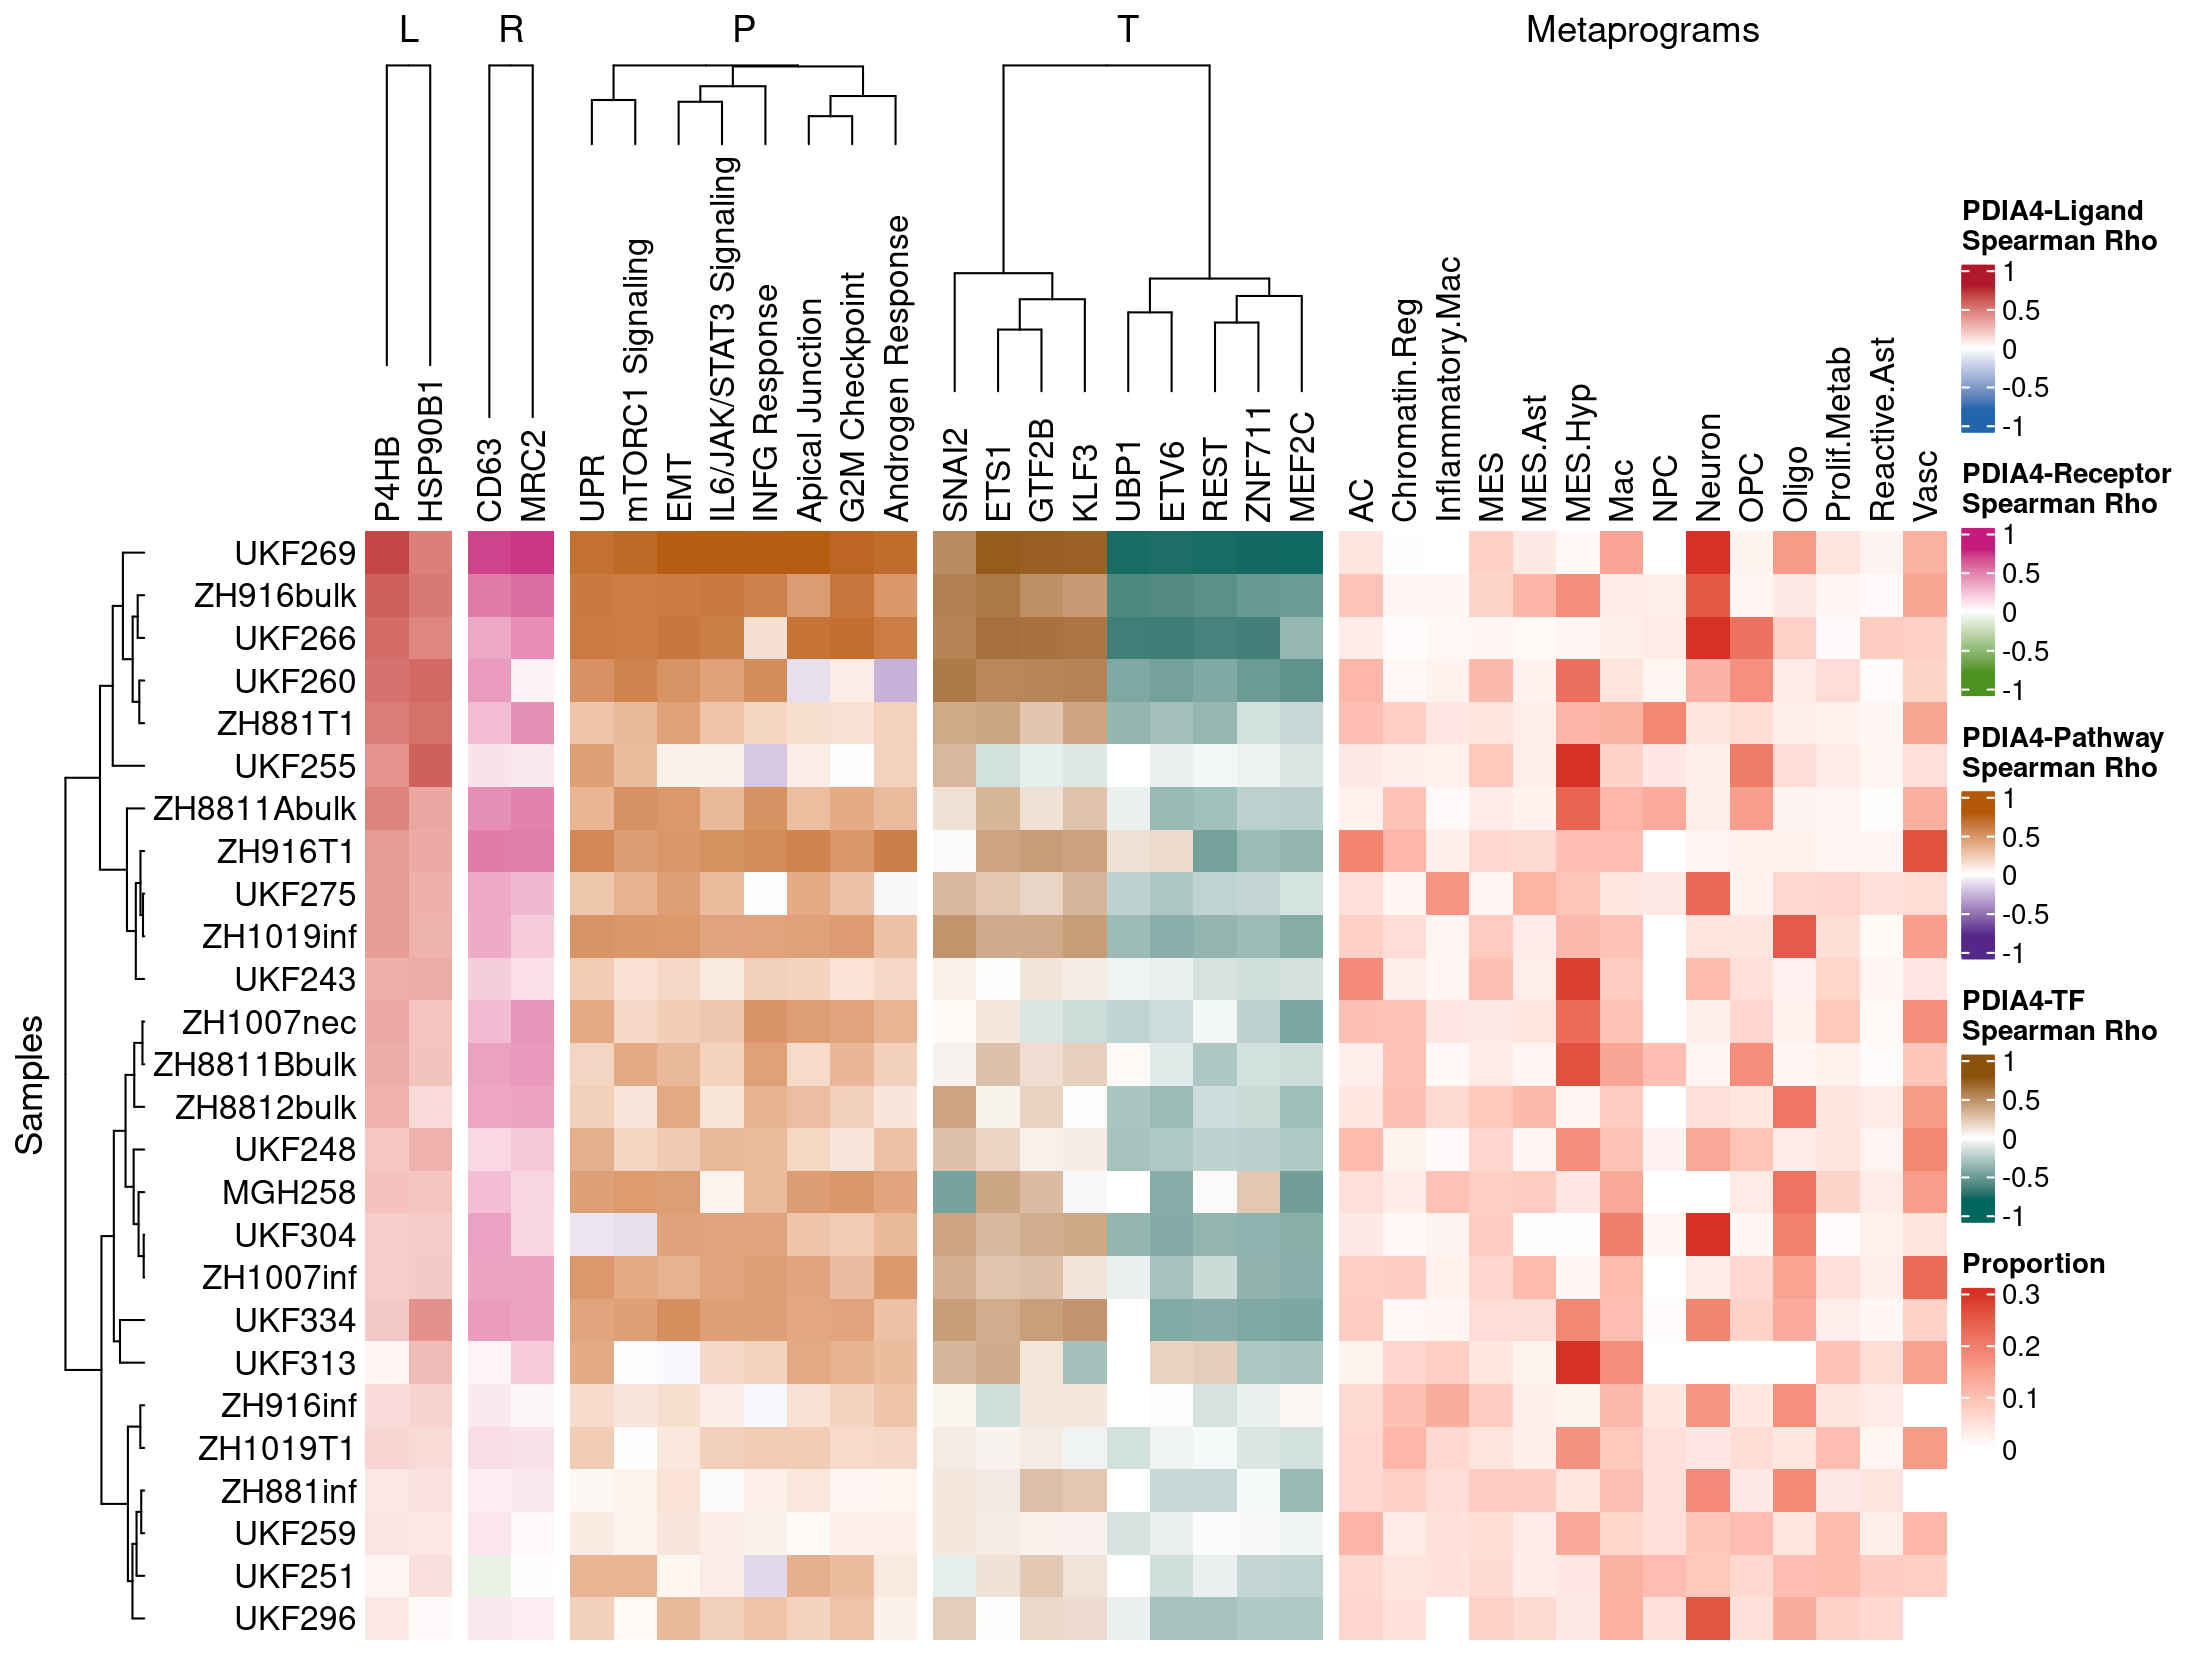 L R P T Metaprograms
P4HB
HSP90B1
CD63
MRC2
UPR
mTORC1 Signaling
EMT
IL6/JAK/STAT3 Signaling
INFG Response
Apical Junction
G2M Checkpoint
Androgen Response
SNAI2
ETS1
GTF2B
KLF3
UBP1
ETV6
REST
ZNF711
MEF2C
AC
Chromatin.Reg
Inflammatory.Mac
MES
MES.Ast
MES.Hyp
Mac
NPC
Neuron
OPC
Oligo
Prolif.Metab
Reactive.Ast
Vasc
Samples
UKF269
ZH916bulk
UKF266
UKF260
ZH881T1
UKF255
ZH8811Abulk
ZH916T1
UKF275
ZH1019inf
UKF243
ZH1007nec
ZH8811Bbulk
ZH8812bulk
UKF248
MGH258
UKF304
ZH1007inf
UKF334
UKF313
ZH916inf
ZH1019T1
ZH881inf
UKF259
UKF251
UKF296
PDIA4-Ligand
Spearman Rho
1
0.5
0
-0.5
-1
PDIA4-Receptor
Spearman Rho
1
0.5
0
-0.5
-1
PDIA4-Pathway
Spearman Rho
1
0.5
0
-0.5
-1
PDIA4-TF
Spearman Rho
1
0.5
0
-0.5
-1
Proportion
0.3
0.2
0.1
0